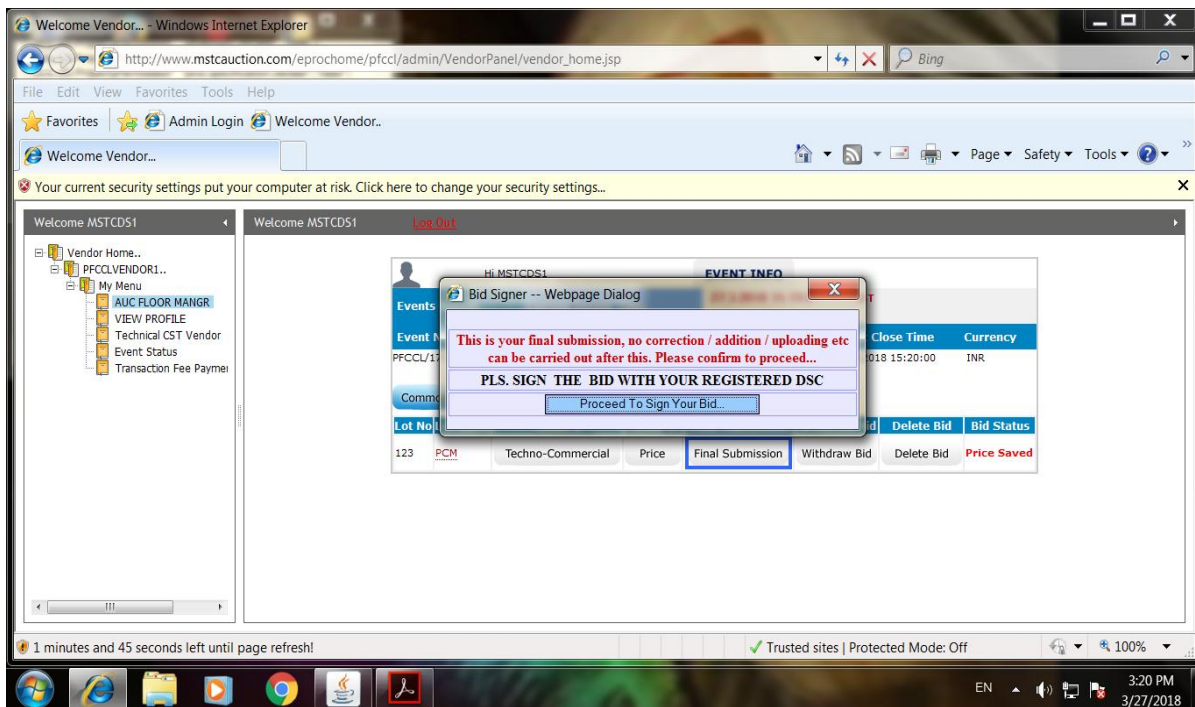 Welcome Vendor... - Windows Internet Explorer
http://www.mstcauction.com/eprochome/pfccl/admin/VendorPanel/vendor_home.jsp
Bing
File Edit View Favorites Tools Help
Favorites Admin Login Welcome Vendor..
Welcome Vendor...
Page Safety Tools
Your current security settings put your computer at risk. Click here to change your security settings...
Welcome MSTCDS1
Vendor Home..
PFCCLVENDOR1..
My Menu
AUC FLOOR MANGR
VIEW PROFILE
Technical CST Vendor
Event Status
Transaction Fee Paymer
Welcome MSTCDS1 Log Out
Hi MSTCDS1 EVENT INFO
Events
Event N Close Time Currency
PFCCL/17 018 15:20:00 INR
Bid Signer -- Webpage Dialog
This is your final submission, no correction / addition / uploading etc
can be carried out after this. Please confirm to proceed...
PLS. SIGN THE BID WITH YOUR REGISTERED DSC
Proceed To Sign Your Bid...
Commo
Lot No Delete Bid Bid Status
123 PCM Techno-Commercial Price Final Submission Withdraw Bid Delete Bid Price Saved
1 minutes and 45 seconds left until page refresh!
Trusted sites | Protected Mode: Off
100%
EN
3:20 PM
3/27/2018